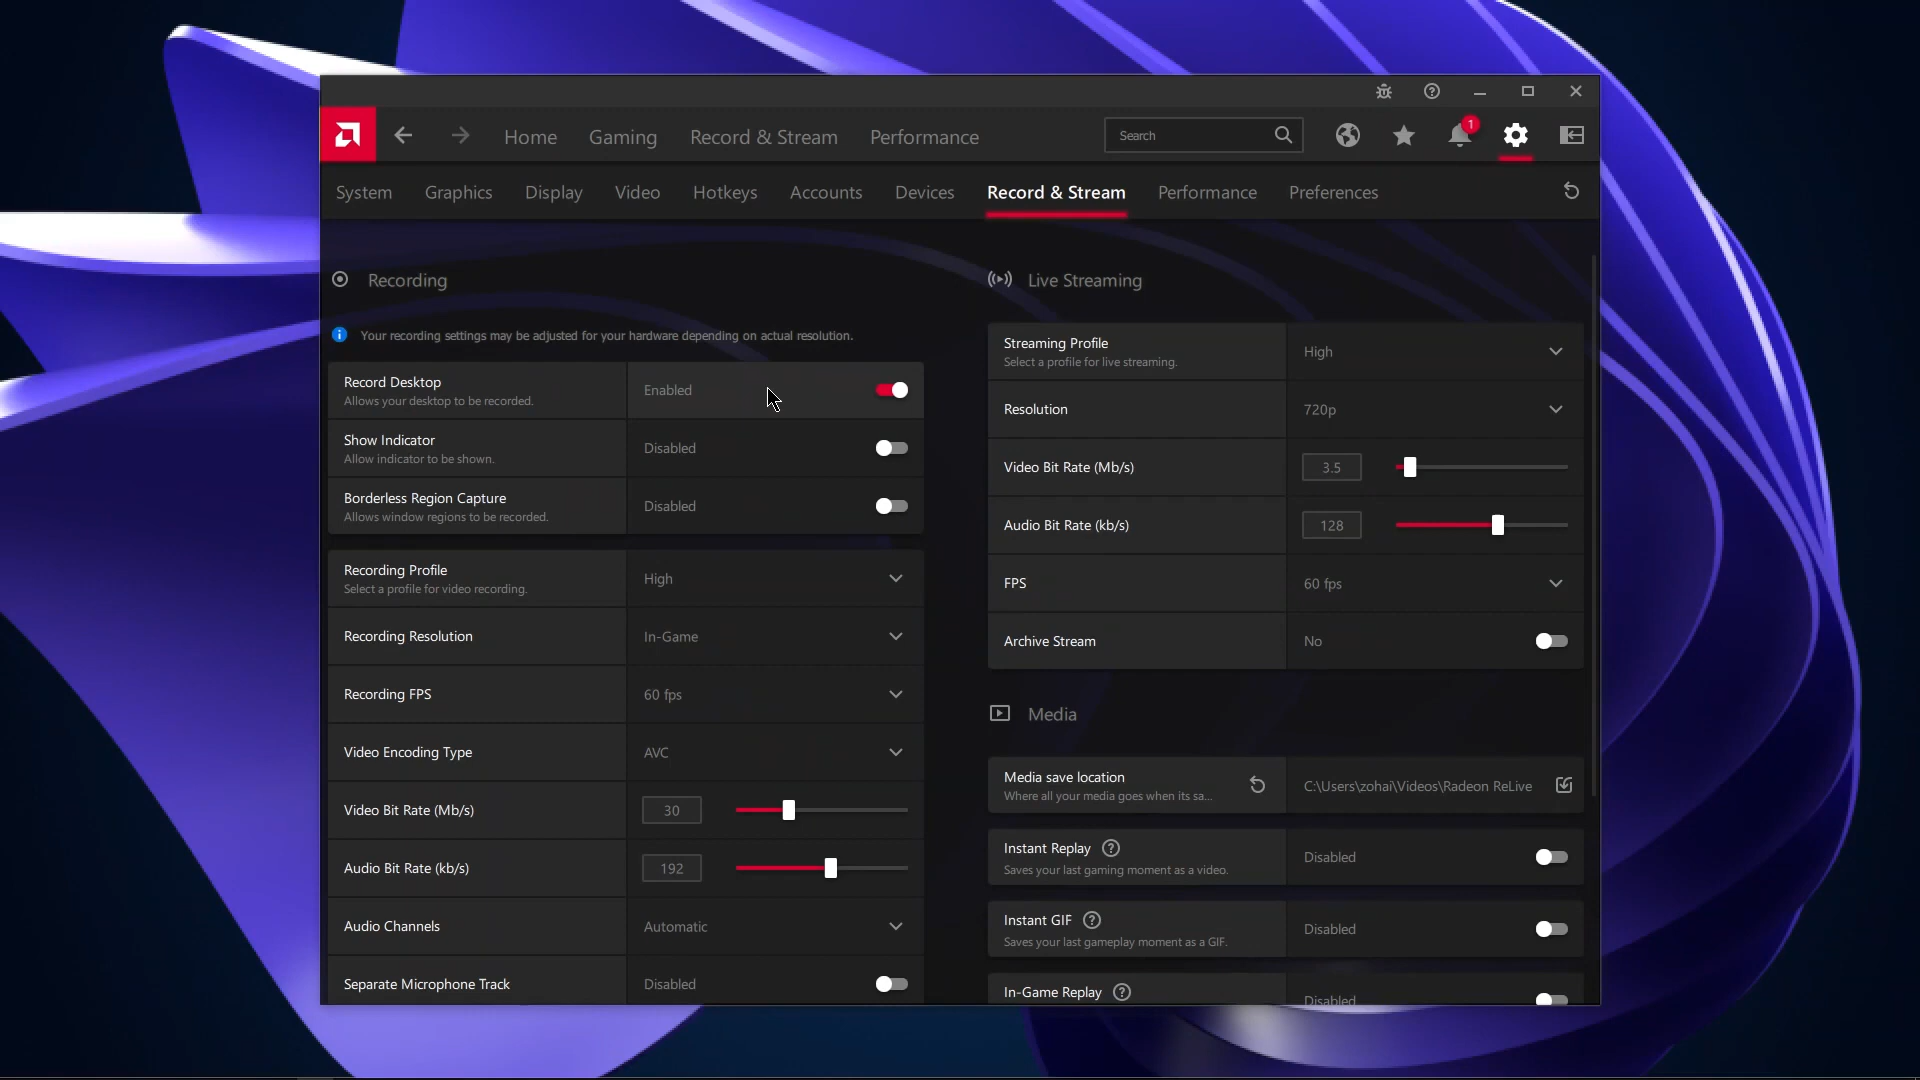 1
Home
Gaming
Record & Stream
Performance
Search
System
Graphics
Display
Video
Hotkeys
Accounts
Devices
Record & Stream
Performance
Preferences
Recording
Your recording settings may be adjusted for your hardware depending on actual resolution.
Record Desktop
Allows your desktop to be recorded.
Enabled
Show Indicator
Allow indicator to be shown.
Disabled
Borderless Region Capture
Allows window regions to be recorded.
Disabled
Recording Profile
Select a profile for video recording.
High
Recording Resolution
In-Game
Recording FPS
60 fps
Video Encoding Type
AVC
Video Bit Rate (Mb/s)
30
Audio Bit Rate (kb/s)
192
Audio Channels
Automatic
Separate Microphone Track
Disabled
Live Streaming
Streaming Profile
Select a profile for live streaming.
High
Resolution
720p
Video Bit Rate (Mb/s)
3.5
Audio Bit Rate (kb/s)
128
FPS
60 fps
Archive Stream
No
Media
Media save location
Where all your media goes when its sa...
C:\Users\zohai\Videos\Radeon ReLive
Instant Replay
Saves your last gaming moment as a video.
Disabled
Instant GIF
Saves your last gameplay moment as a GIF.
Disabled
In-Game Replay
Disabled